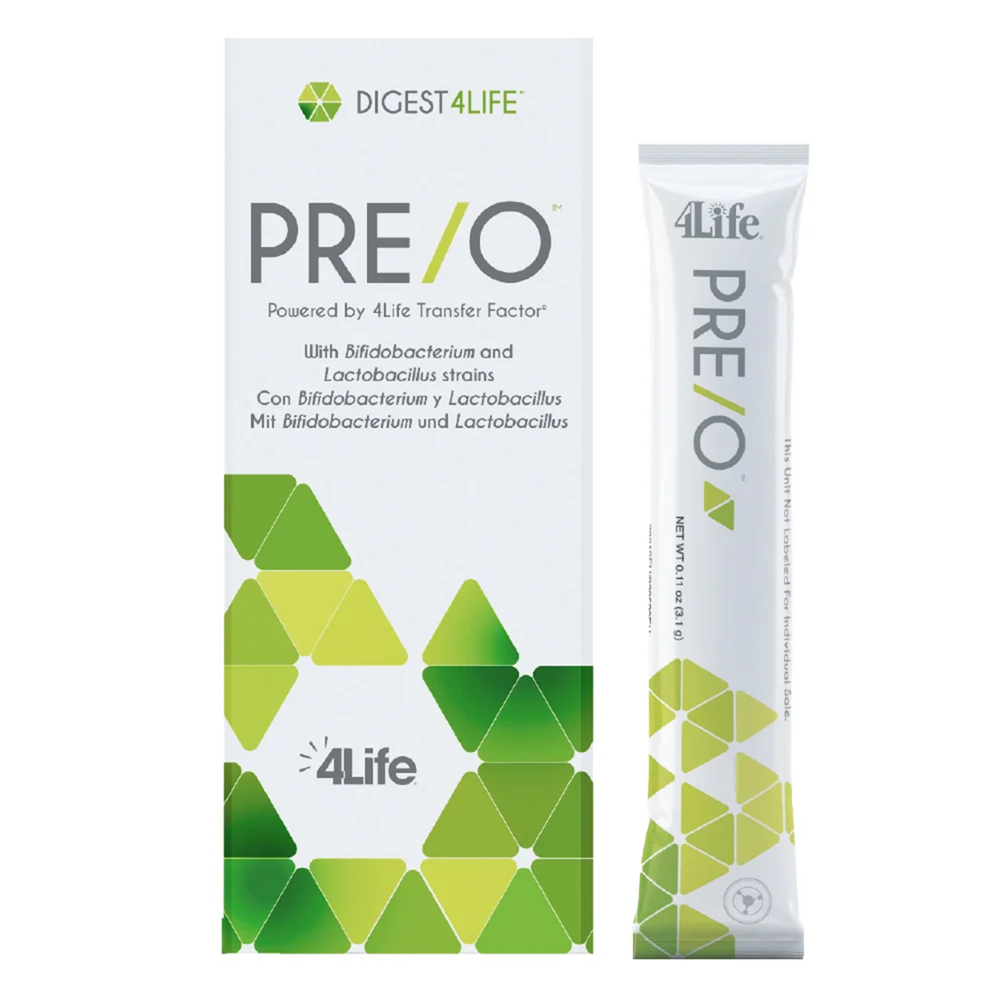 DIGEST4LIFE™
PRE/O™
Powered by 4Life Transfer Factor®
With Bifidobacterium and
Lactobacillus strains
Con Bifidobacterium y Lactobacillus
Mit Bifidobacterium und Lactobacillus
4Life
4Life®
PRE/O™
NET WT 0.11 oz (3.1 g)
This Unit Not Labeled For Individual Sale.